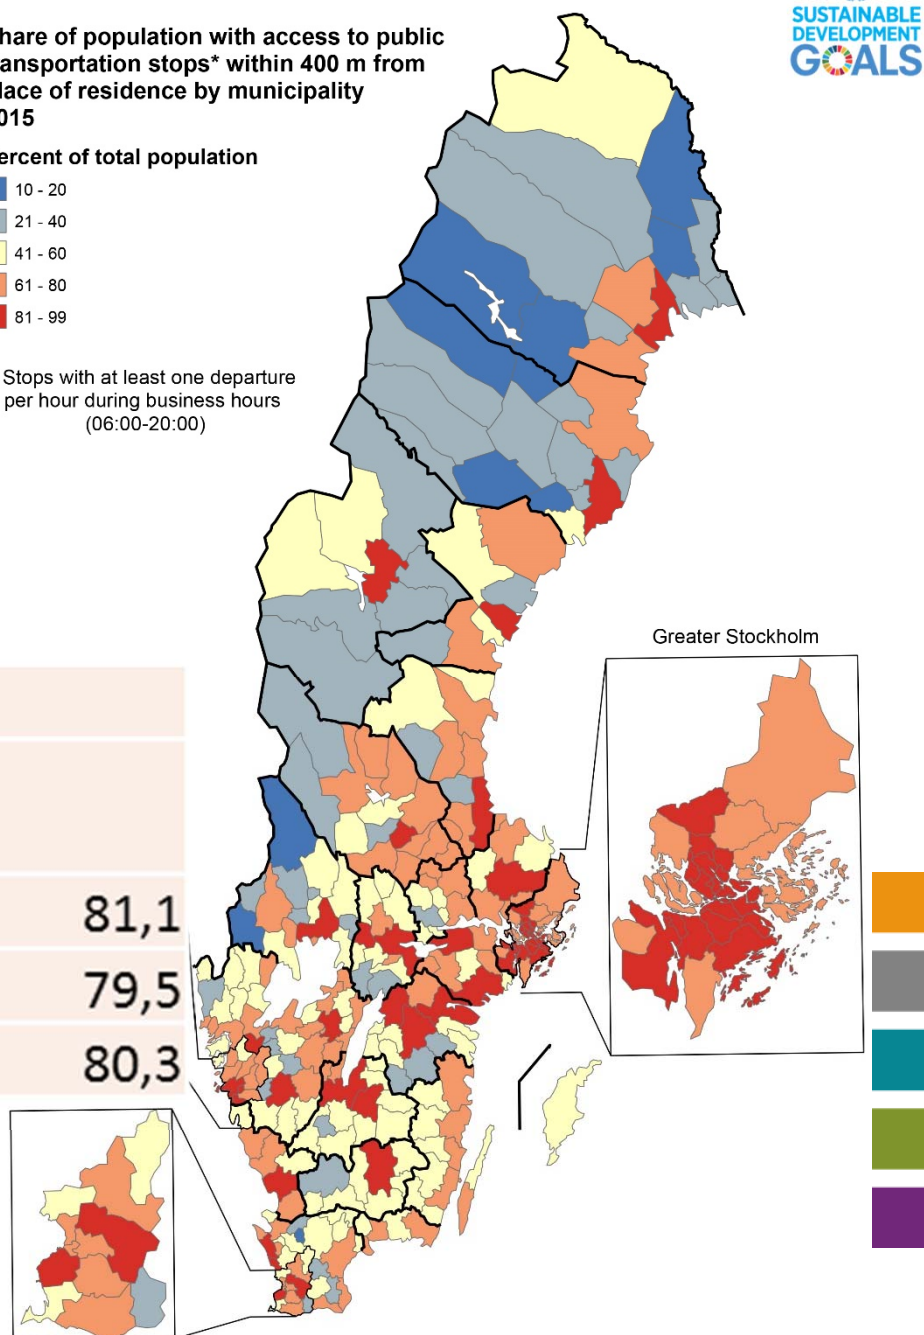 hare of population with access to public
ansportation stops* within 400 m from
lace of residence by municipality
015
ercent of total population
10 - 20
21 - 40
41 - 60
61 - 80
81 - 99
Stops with at least one departure
per hour during business hours
(06:00-20:00)
SUSTAINABLE
DEVELOPMENT
GOALS
Greater Stockholm
81,1
79,5
80,3